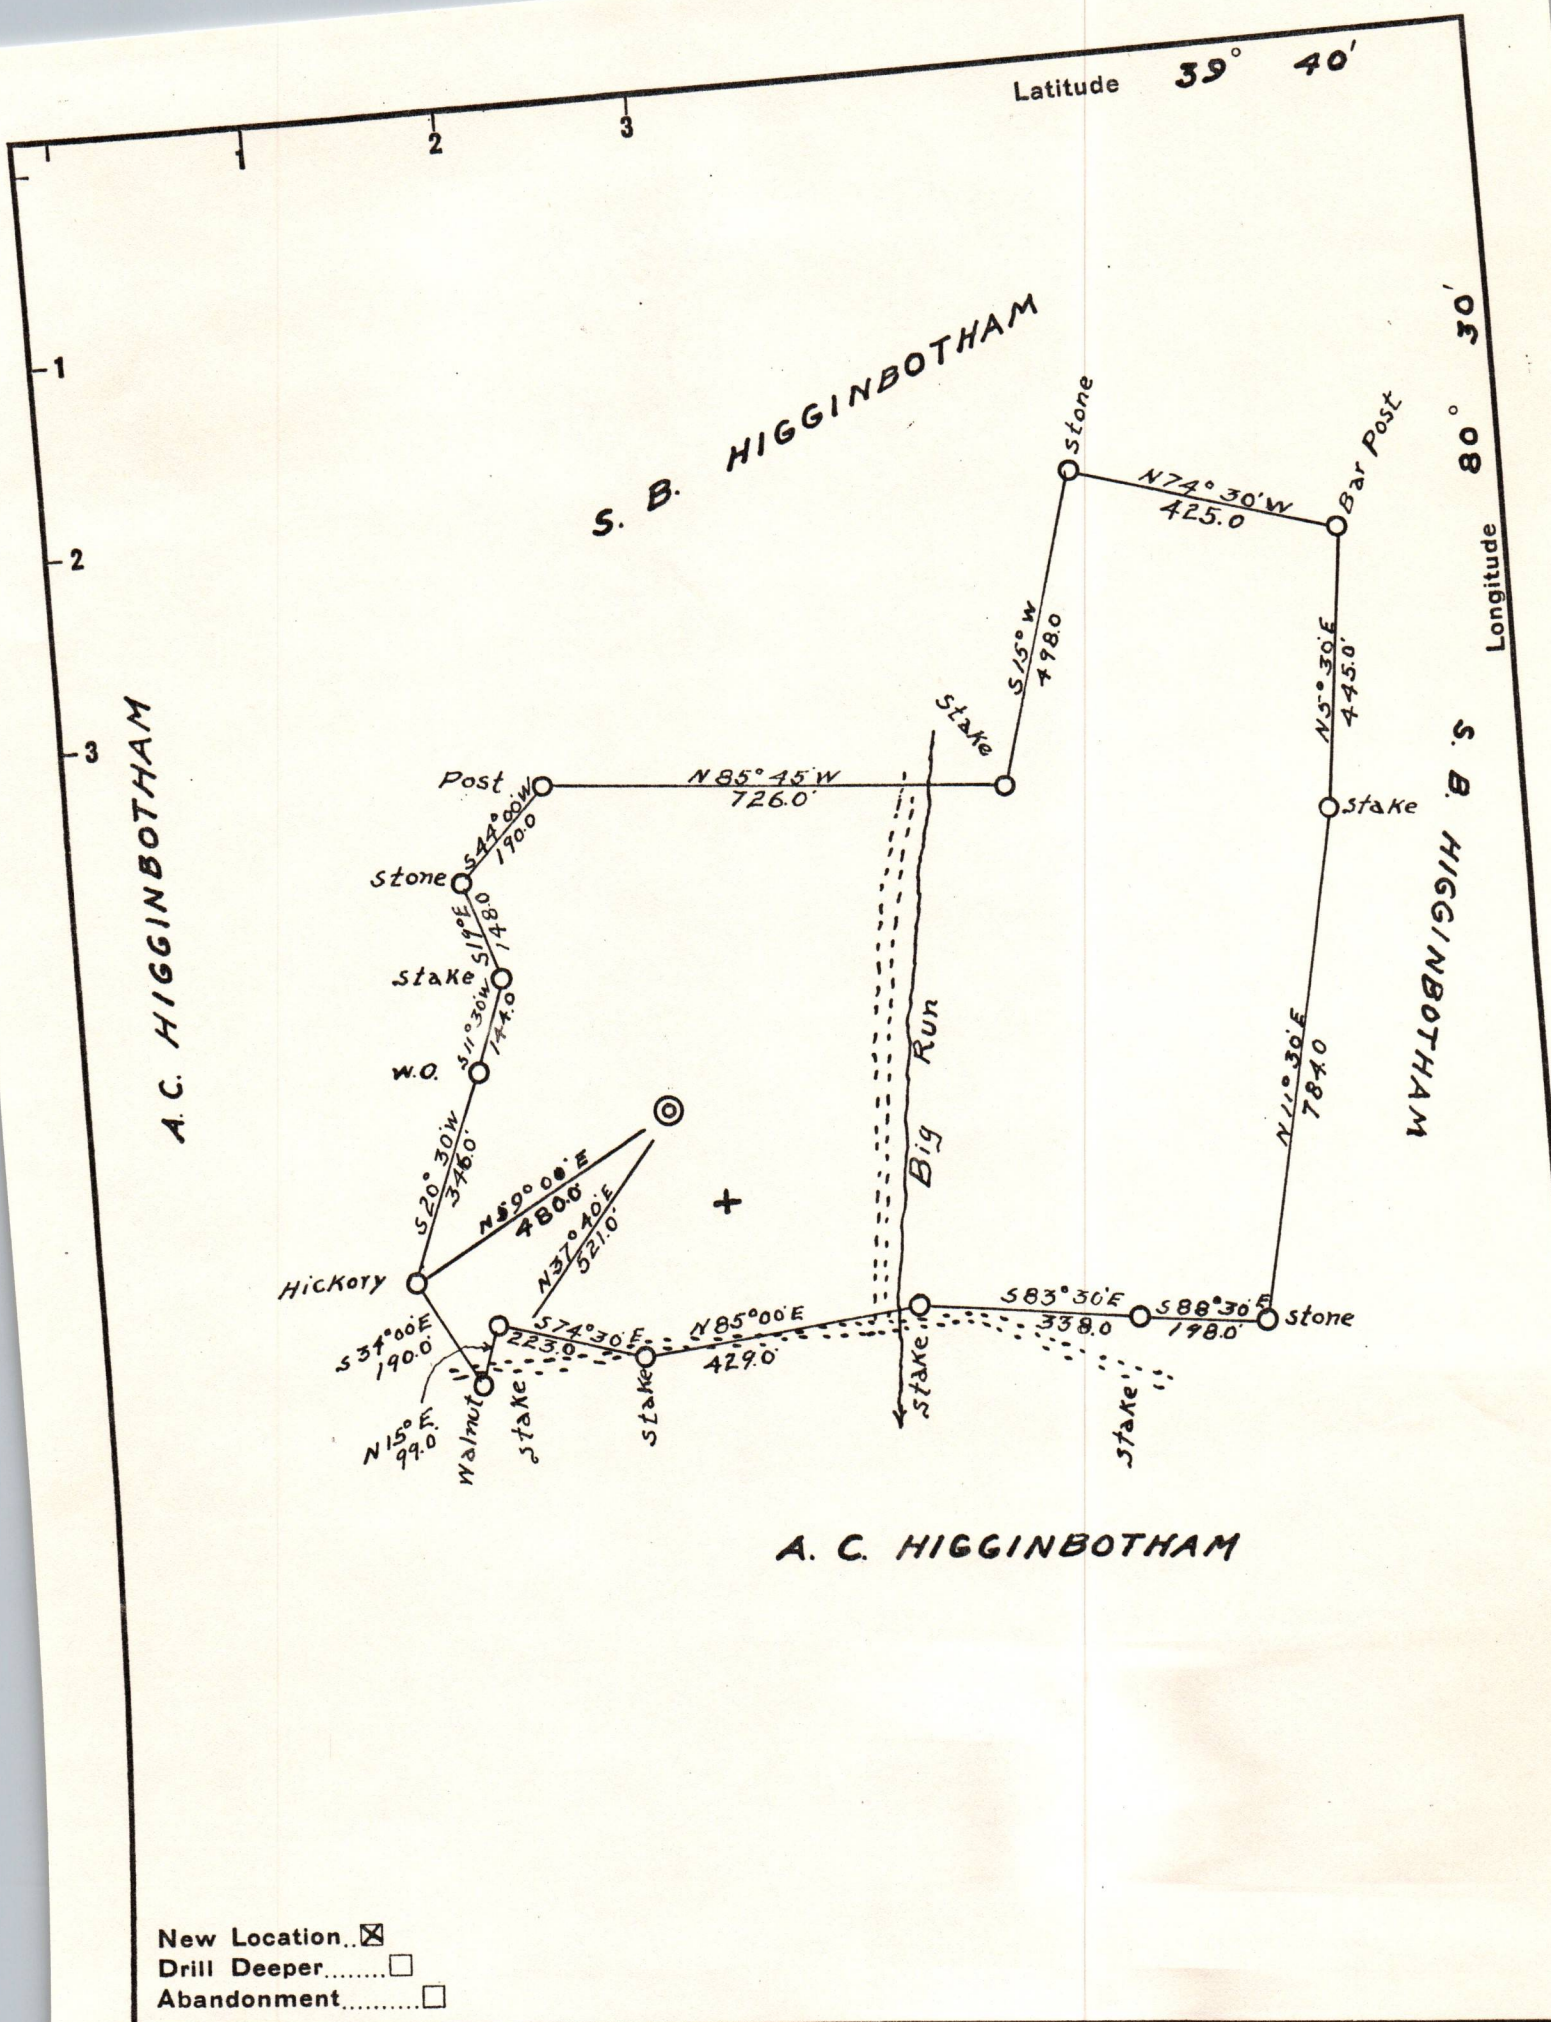 Latitude 39° 40'
1
2
3
Longitude 80° 30'
1
2
3
S. B. HIGGINBOTHAM
stone
Bar Post
N74° 30' W
425.0
S15° W
498.0
N5° 30' E
445.0'
stake
S. B. HIGGINBOTHAM
A. C. HIGGINBOTHAM
stake
Post
N 85° 45' W
726.0'
S44° 00' W
190.0
stone
S19° E
148.0
stake
S11° 30' W
144.0'
W.O.
Big Run
N11° 30' E
784.0
S20° 30' W
346.0'
N59° 00' E
480.0'
N37° 40' E
521.0'
Hickory
S34° 00' E
190.0'
S74° 30' E
223.0'
N85° 00' E
429.0'
S83° 30' E
338.0
S88° 30' E
198.0'
stone
N15° E
99.0'
Walnut
stake
stake
stake
stake
A. C. HIGGINBOTHAM
New Location..☒
Drill Deeper........☐
Abandonment..........☐